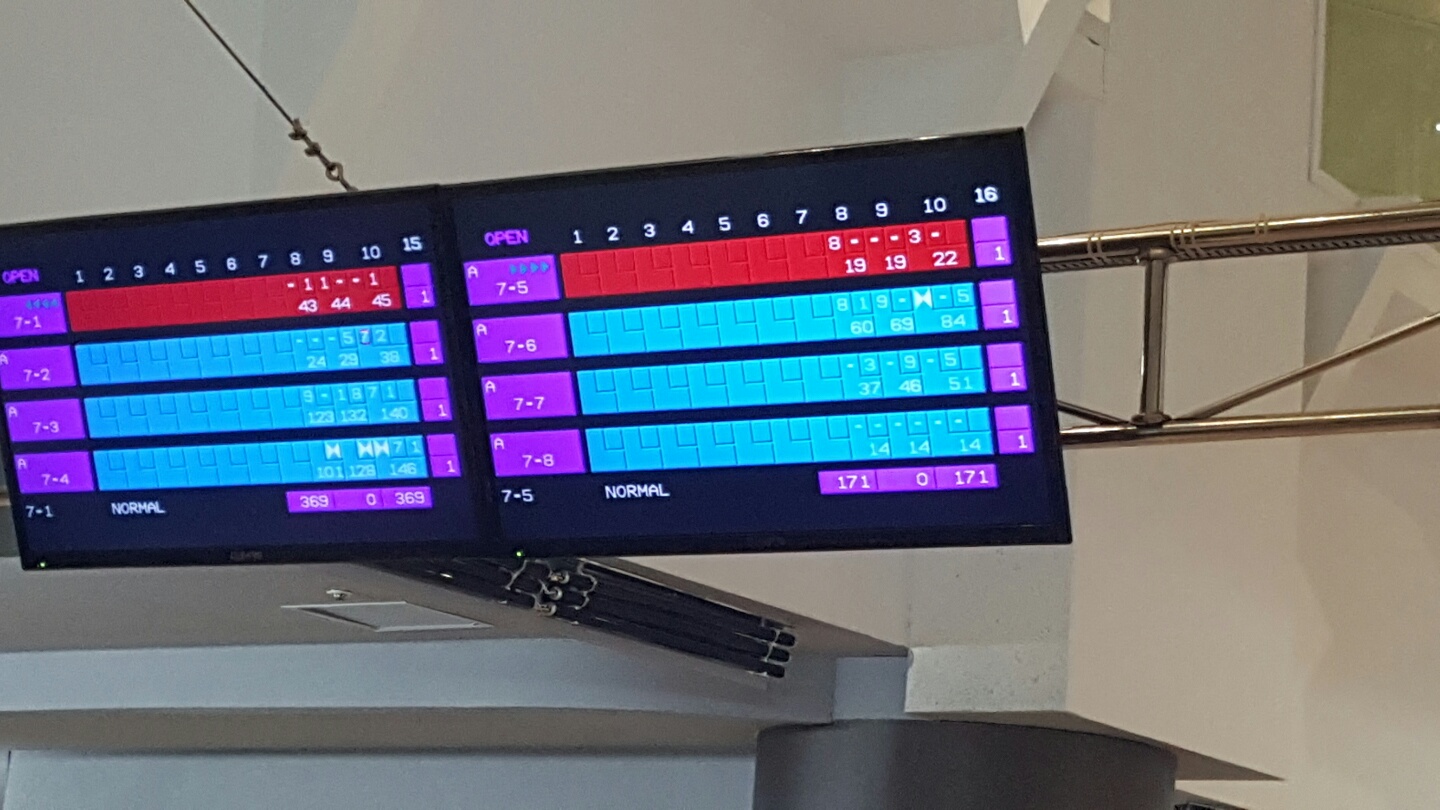 OPEN 1 2 3 4 5 6 7 8 9 10 15
- 1 1 - - 1
7-1 43 44 45 1
A - - - 5 7 2
7-2 24 29 38 1
A 9 - 1 8 7 1
7-3 123 132 140 1
A 7 1
7-4 101 128 146 1
7-1 NORMAL 369 0 369
OPEN 1 2 3 4 5 6 7 8 9 10 16
A 8 - - - 3 -
7-5 19 19 22 1
A 8 1 9 - - 5
7-6 60 69 84 1
A - 3 - 9 - 5
7-7 37 46 51 1
A - - - - - -
7-8 14 14 14 1
7-5 NORMAL 171 0 171